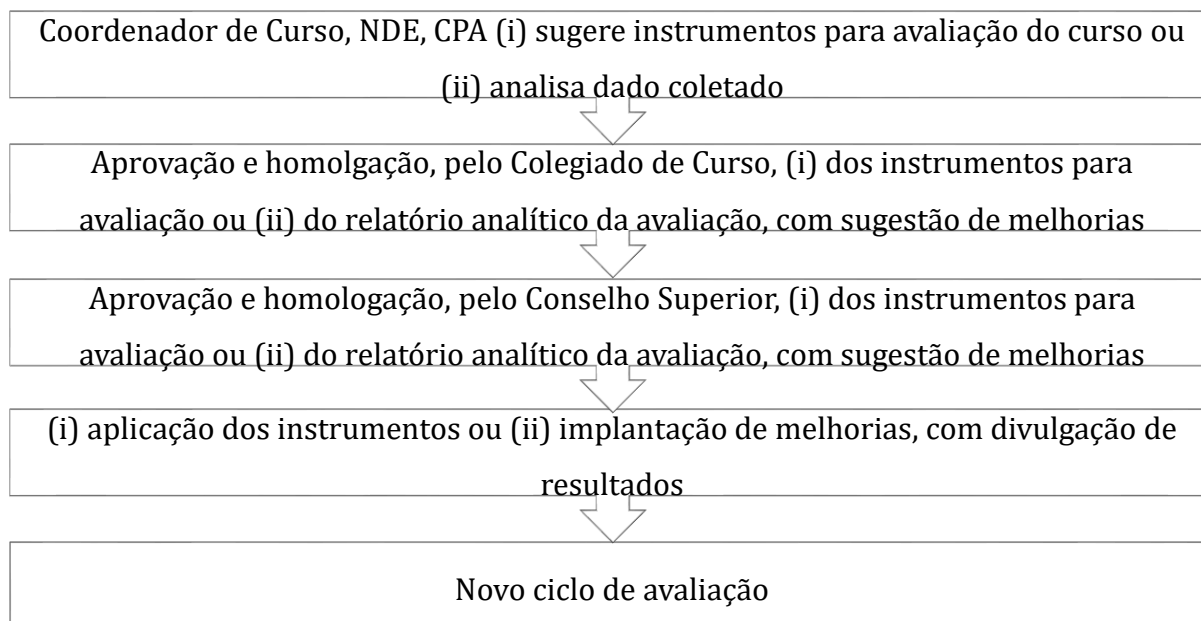 Coordenador de Curso, NDE, CPA (i) sugere instrumentos para avaliação do curso ou
(ii) analisa dado coletado
Aprovação e homolgação, pelo Colegiado de Curso, (i) dos instrumentos para
avaliação ou (ii) do relatório analítico da avaliação, com sugestão de melhorias
Aprovação e homologação, pelo Conselho Superior, (i) dos instrumentos para
avaliação ou (ii) do relatório analítico da avaliação, com sugestão de melhorias
(i) aplicação dos instrumentos ou (ii) implantação de melhorias, com divulgação de
resultados
Novo ciclo de avaliação